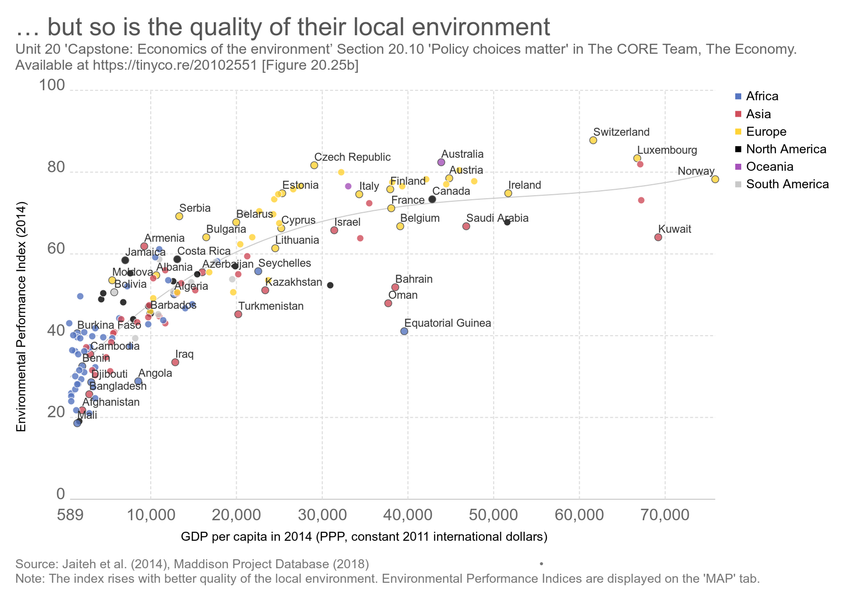 … but so is the quality of their local environment
Unit 20 'Capstone: Economics of the environment’ Section 20.10 'Policy choices matter' in The CORE Team, The Economy.
Available at https://tinyco.re/20102551 [Figure 20.25b]
100
80
60
40
20
0
Environmental Performance Index (2014)
Switzerland
Luxembourg
Norway
Australia
Czech Republic
Austria
Finland
Estonia
Italy
Canada
Ireland
France
Serbia
Belarus
Cyprus
Belgium
Saudi Arabia
Israel
Kuwait
Bulgaria
Lithuania
Armenia
Jamaica
Costa Rica
Azerbaijan
Seychelles
Moldova
Albania
Bolivia
Algeria
Kazakhstan
Bahrain
Oman
Barbados
Turkmenistan
Equatorial Guinea
Burkina Faso
Cambodia
Benin
Iraq
Djibouti
Angola
Bangladesh
Afghanistan
Mali
589
10,000
20,000
30,000
40,000
50,000
60,000
70,000
GDP per capita in 2014 (PPP, constant 2011 international dollars)
Africa
Asia
Europe
North America
Oceania
South America
Source: Jaiteh et al. (2014), Maddison Project Database (2018)
Note: The index rises with better quality of the local environment. Environmental Performance Indices are displayed on the 'MAP' tab.